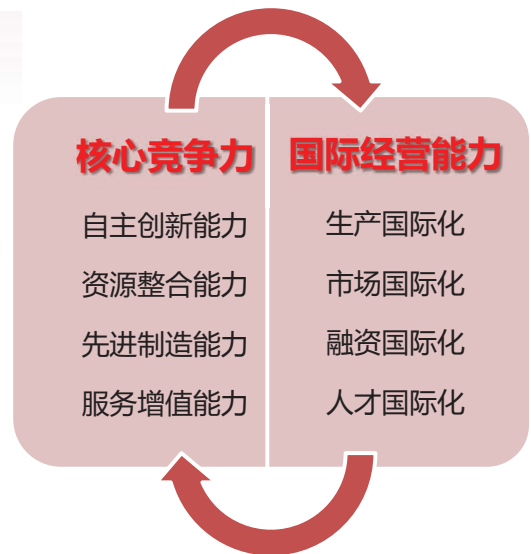 核心竞争力
自主创新能力
资源整合能力
先进制造能力
服务增值能力
国际经营能力
生产国际化
市场国际化
融资国际化
人才国际化